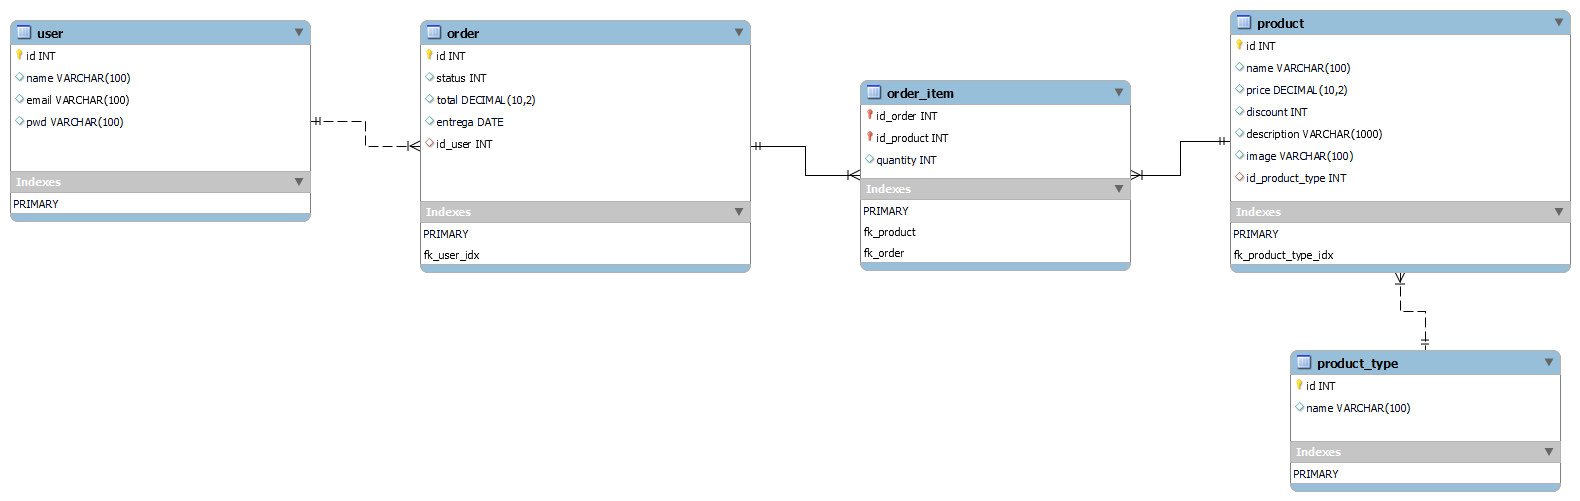 user
id INT
name VARCHAR(100)
email VARCHAR(100)
pwd VARCHAR(100)
Indexes
PRIMARY
order
id INT
status INT
total DECIMAL(10,2)
entrega DATE
id_user INT
Indexes
PRIMARY
fk_user_idx
order_item
id_order INT
id_product INT
quantity INT
Indexes
PRIMARY
fk_product
fk_order
product
id INT
name VARCHAR(100)
price DECIMAL(10,2)
discount INT
description VARCHAR(1000)
image VARCHAR(100)
id_product_type INT
Indexes
PRIMARY
fk_product_type_idx
product_type
id INT
name VARCHAR(100)
Indexes
PRIMARY